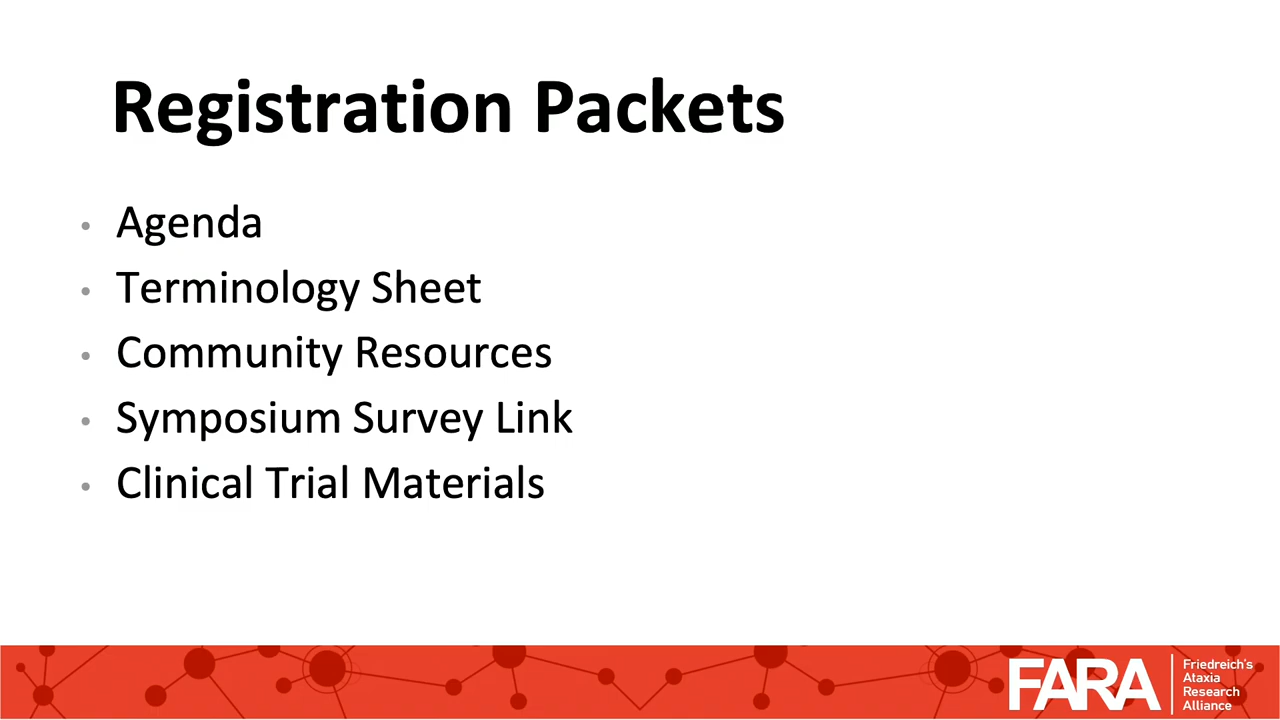 Registration Packets
• Agenda
• Terminology Sheet
• Community Resources
• Symposium Survey Link
• Clinical Trial Materials
FARA
Friedreich's
Ataxia
Research
Alliance